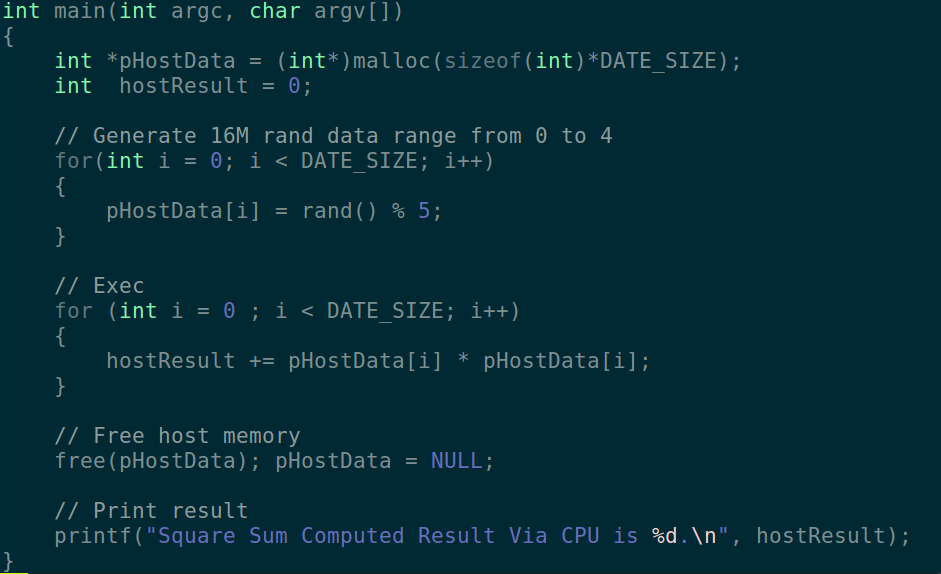 int main(int argc, char argv[])
{
    int *pHostData = (int*)malloc(sizeof(int)*DATE_SIZE);
    int  hostResult = 0;

    // Generate 16M rand data range from 0 to 4
    for(int i = 0; i < DATE_SIZE; i++)
    {
        pHostData[i] = rand() % 5;
    }

    // Exec
    for (int i = 0 ; i < DATE_SIZE; i++)
    {
        hostResult += pHostData[i] * pHostData[i];
    }

    // Free host memory
    free(pHostData); pHostData = NULL;

    // Print result
    printf("Square Sum Computed Result Via CPU is %d.\n", hostResult);
}